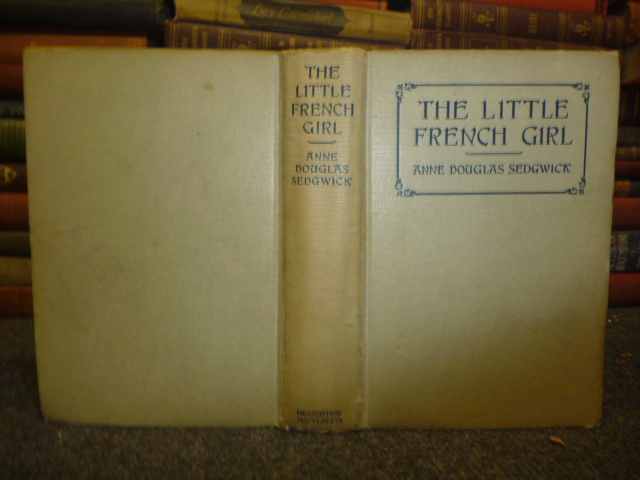 THE
LITTLE
FRENCH
GIRL
ANNE
DOUGLAS
SEDGWICK
HOUGHTON
MIFFLIN CO.
THE LITTLE
FRENCH GIRL
ANNE DOUGLAS SEDGWICK